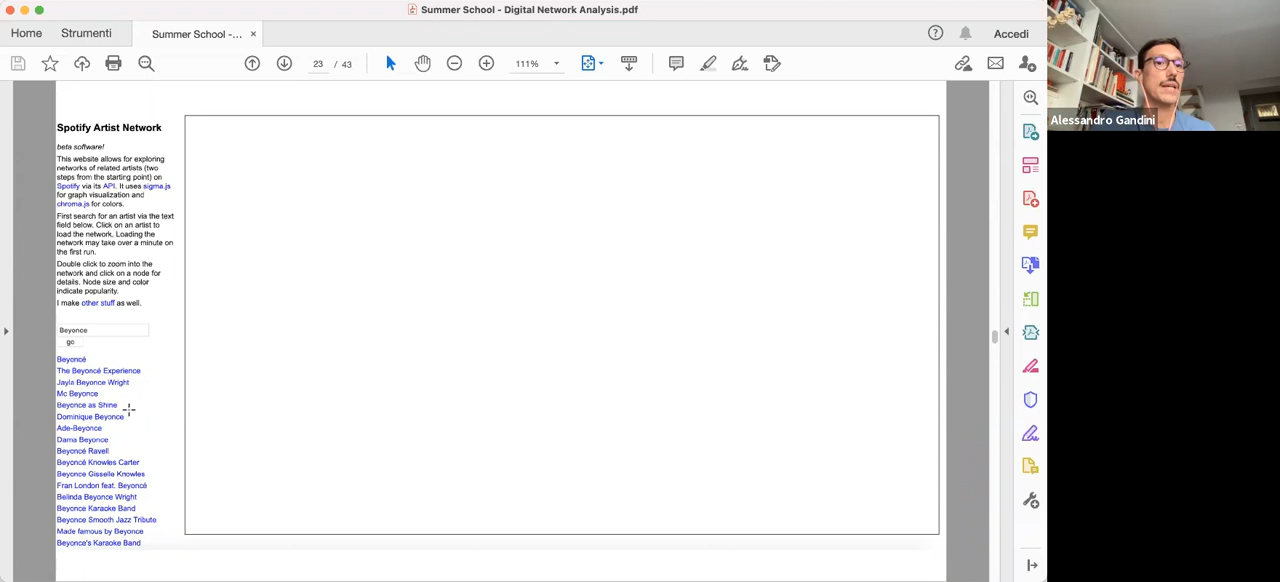 Summer School - Digital Network Analysis.pdf
Home
Strumenti
Summer School -...
Accedi
23 / 43
111%
Alessandro Gandini
Spotify Artist Network
beta software!
This website allows for exploring
networks of related artists (two
steps from the starting point) on
Spotify via its API. It uses sigma.js
for graph visualization and
chroma.js for colors.
First search for an artist via the text
field below. Click on an artist to
load the network. Loading the
network may take over a minute on
the first run.
Double click to zoom into the
network and click on a node for
details. Node size and color
indicate popularity.
I make other stuff as well.
Beyonce
go
Beyoncé
The Beyoncé Experience
Jayla Beyonce Wright
Mc Beyonce
Beyonce as Shine
Dominique Beyonce
Ade-Beyonce
Dama Beyonce
Beyoncé Ravell
Beyoncé Knowles Carter
Beyonce Gisselle Knowles
Fran London feat. Beyoncé
Belinda Beyonce Wright
Beyonce Karaoke Band
Beyonce Smooth Jazz Tribute
Made famous by Beyonce
Beyonce's Karaoke Band